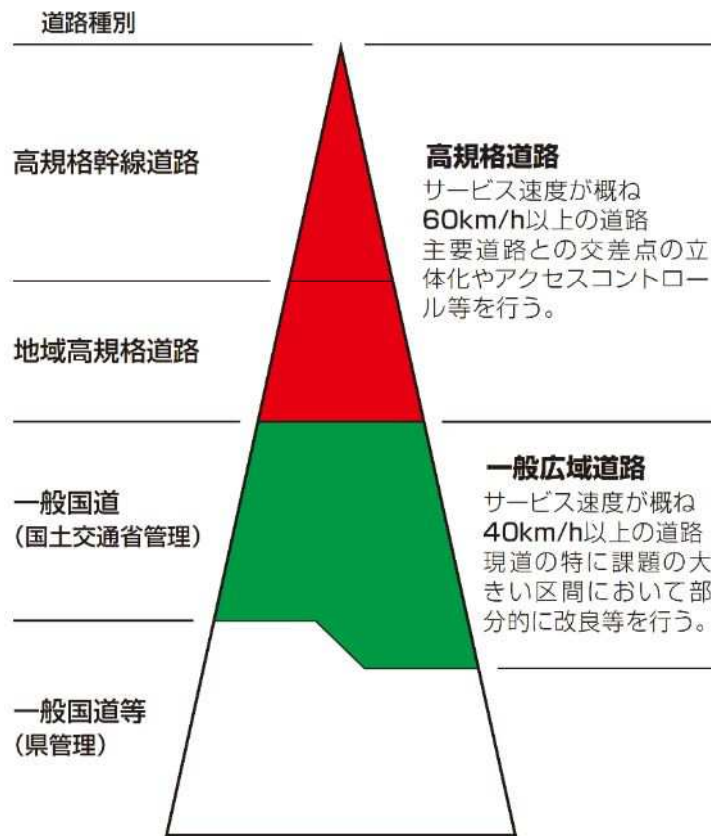 道路種別
高規格幹線道路
地域高規格道路
一般国道
（国土交通省管理）
一般国道等
（県管理）
高規格道路
サービス速度が概ね
60km/h以上の道路
主要道路との交差点の立
体化やアクセスコントロー
ル等を行う。
一般広域道路
サービス速度が概ね
40km/h以上の道路
現道の特に課題の大
きい区間において部
分的に改良等を行う。